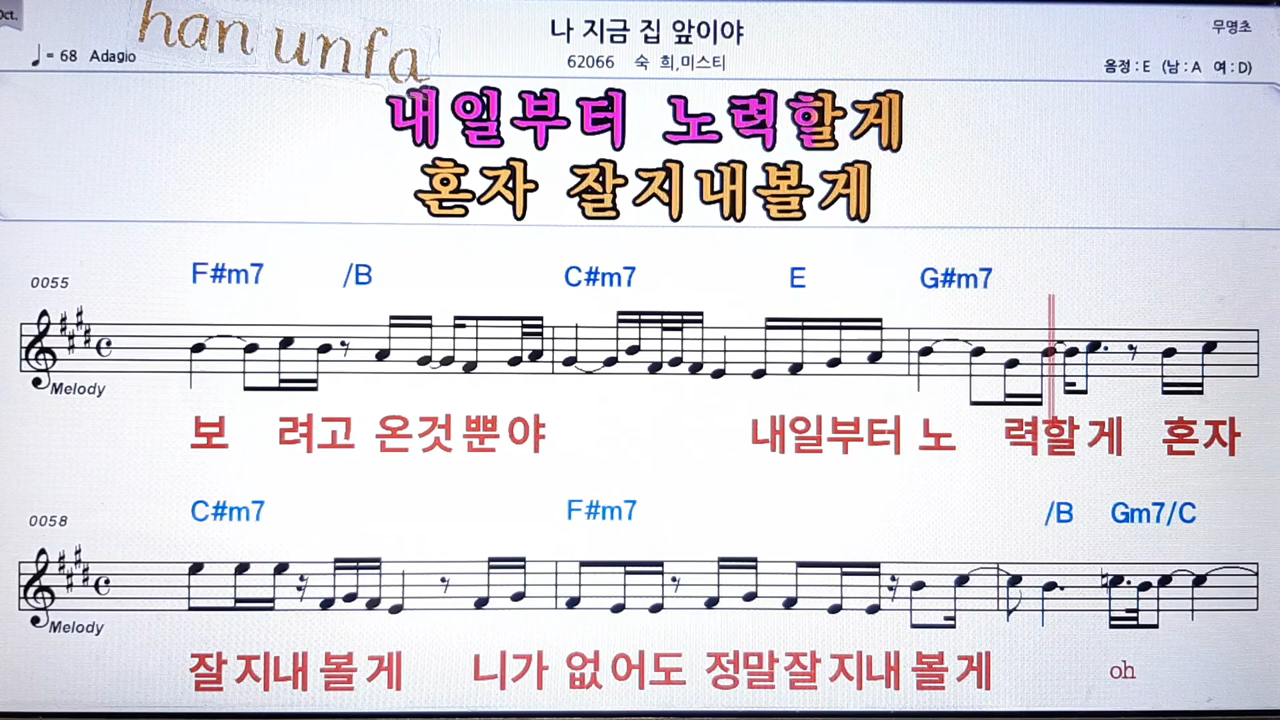 Oct.
han unfa
나 지금 집 앞이야
무명초
♩= 68 Adagio
62066 숙 희,미스티
음정 : E (남 : A 여 : D)
내일부터 노력할게
혼자 잘지내볼게
0055
F#m7 /B C#m7 E G#m7
Melody
보 려고 온것뿐야 내일부터 노 력할게 혼자
0058
C#m7 F#m7 /B Gm7/C
Melody
잘지내볼게 니가 없어도 정말잘지내볼게 oh